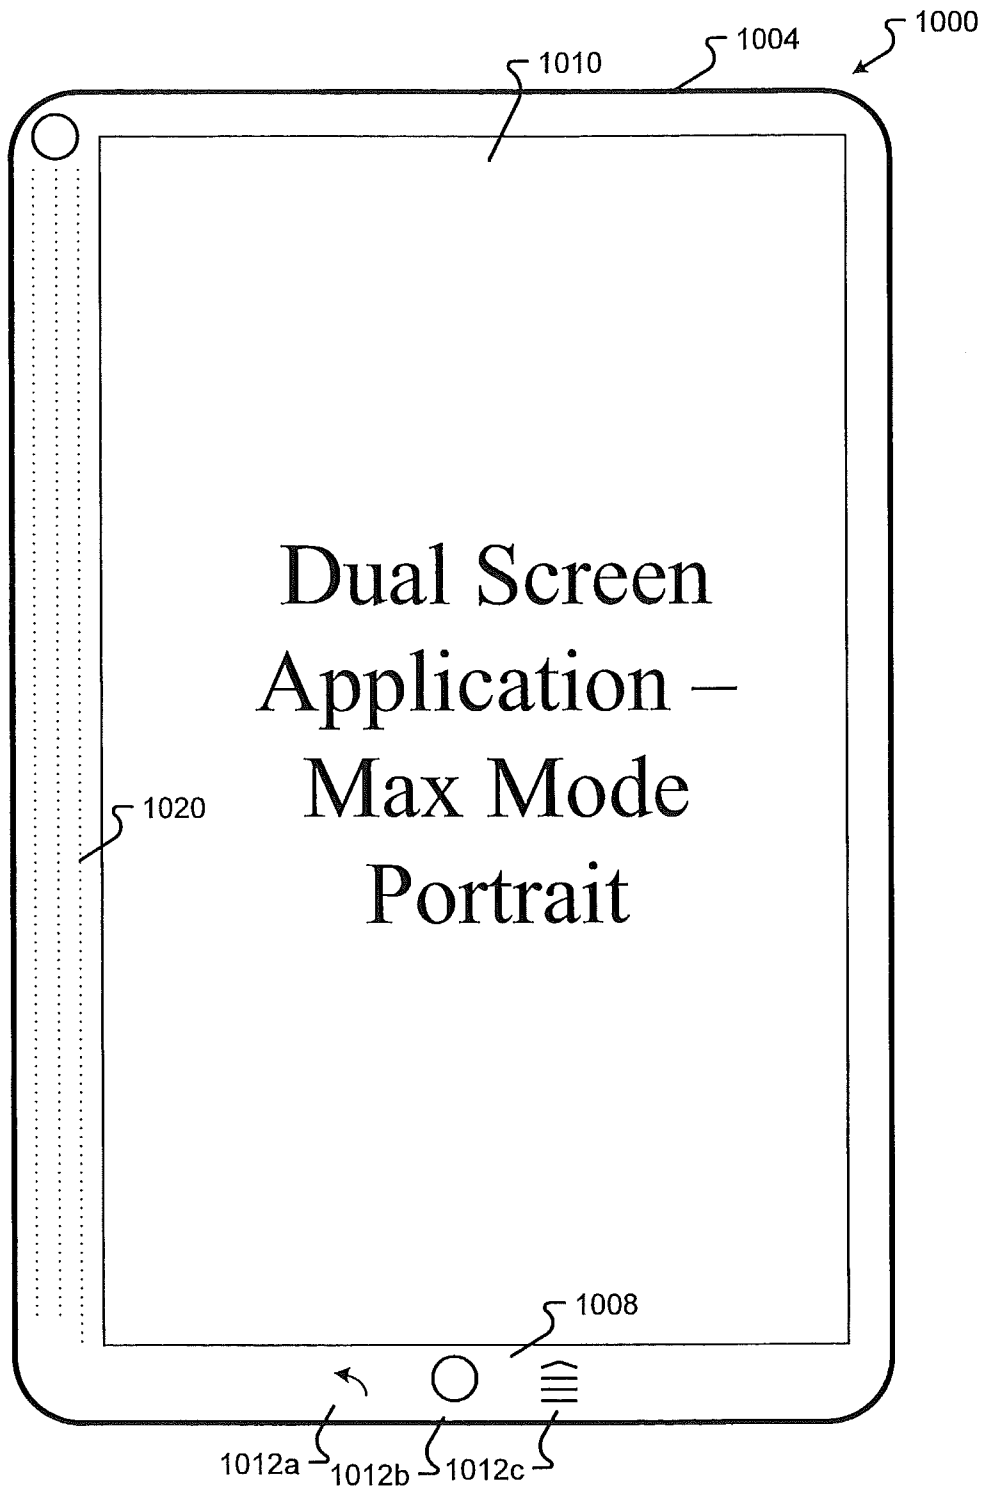 1000
1004
1010
Dual Screen
Application –
Max Mode
Portrait
1020
1008
1012a
1012b
1012c